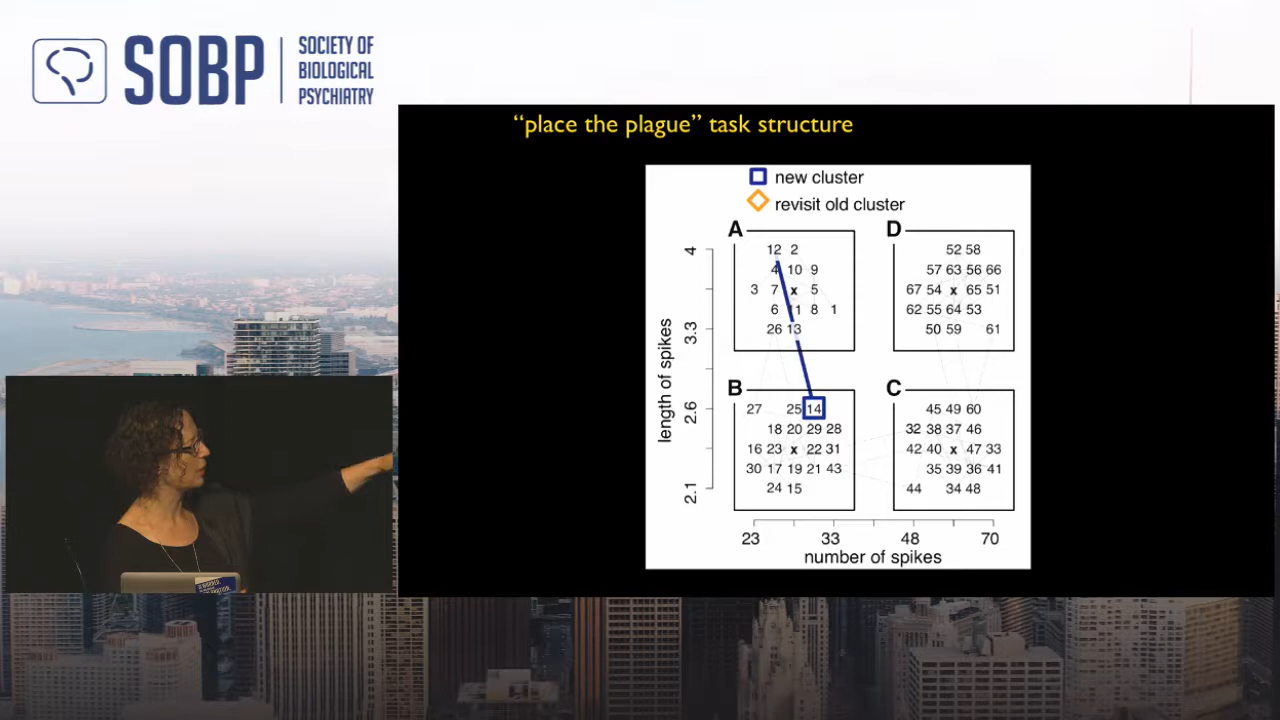 SOBP
SOCIETY OF
BIOLOGICAL
PSYCHIATRY
“place the plague” task structure
new cluster
revisit old cluster
A
12 2
4 10 9
3 7 x 5
6 11 8 1
26 13
D
52 58
57 63 56 66
67 54 x 65 51
62 55 64 53
50 59 61
B
27 25 14
18 20 29 28
16 23 x 22 31
30 17 19 21 43
24 15
C
45 49 60
32 38 37 46
42 40 x 47 33
35 39 36 41
44 34 48
length of spikes
4
3.3
2.6
2.1
23 33 48 70
number of spikes